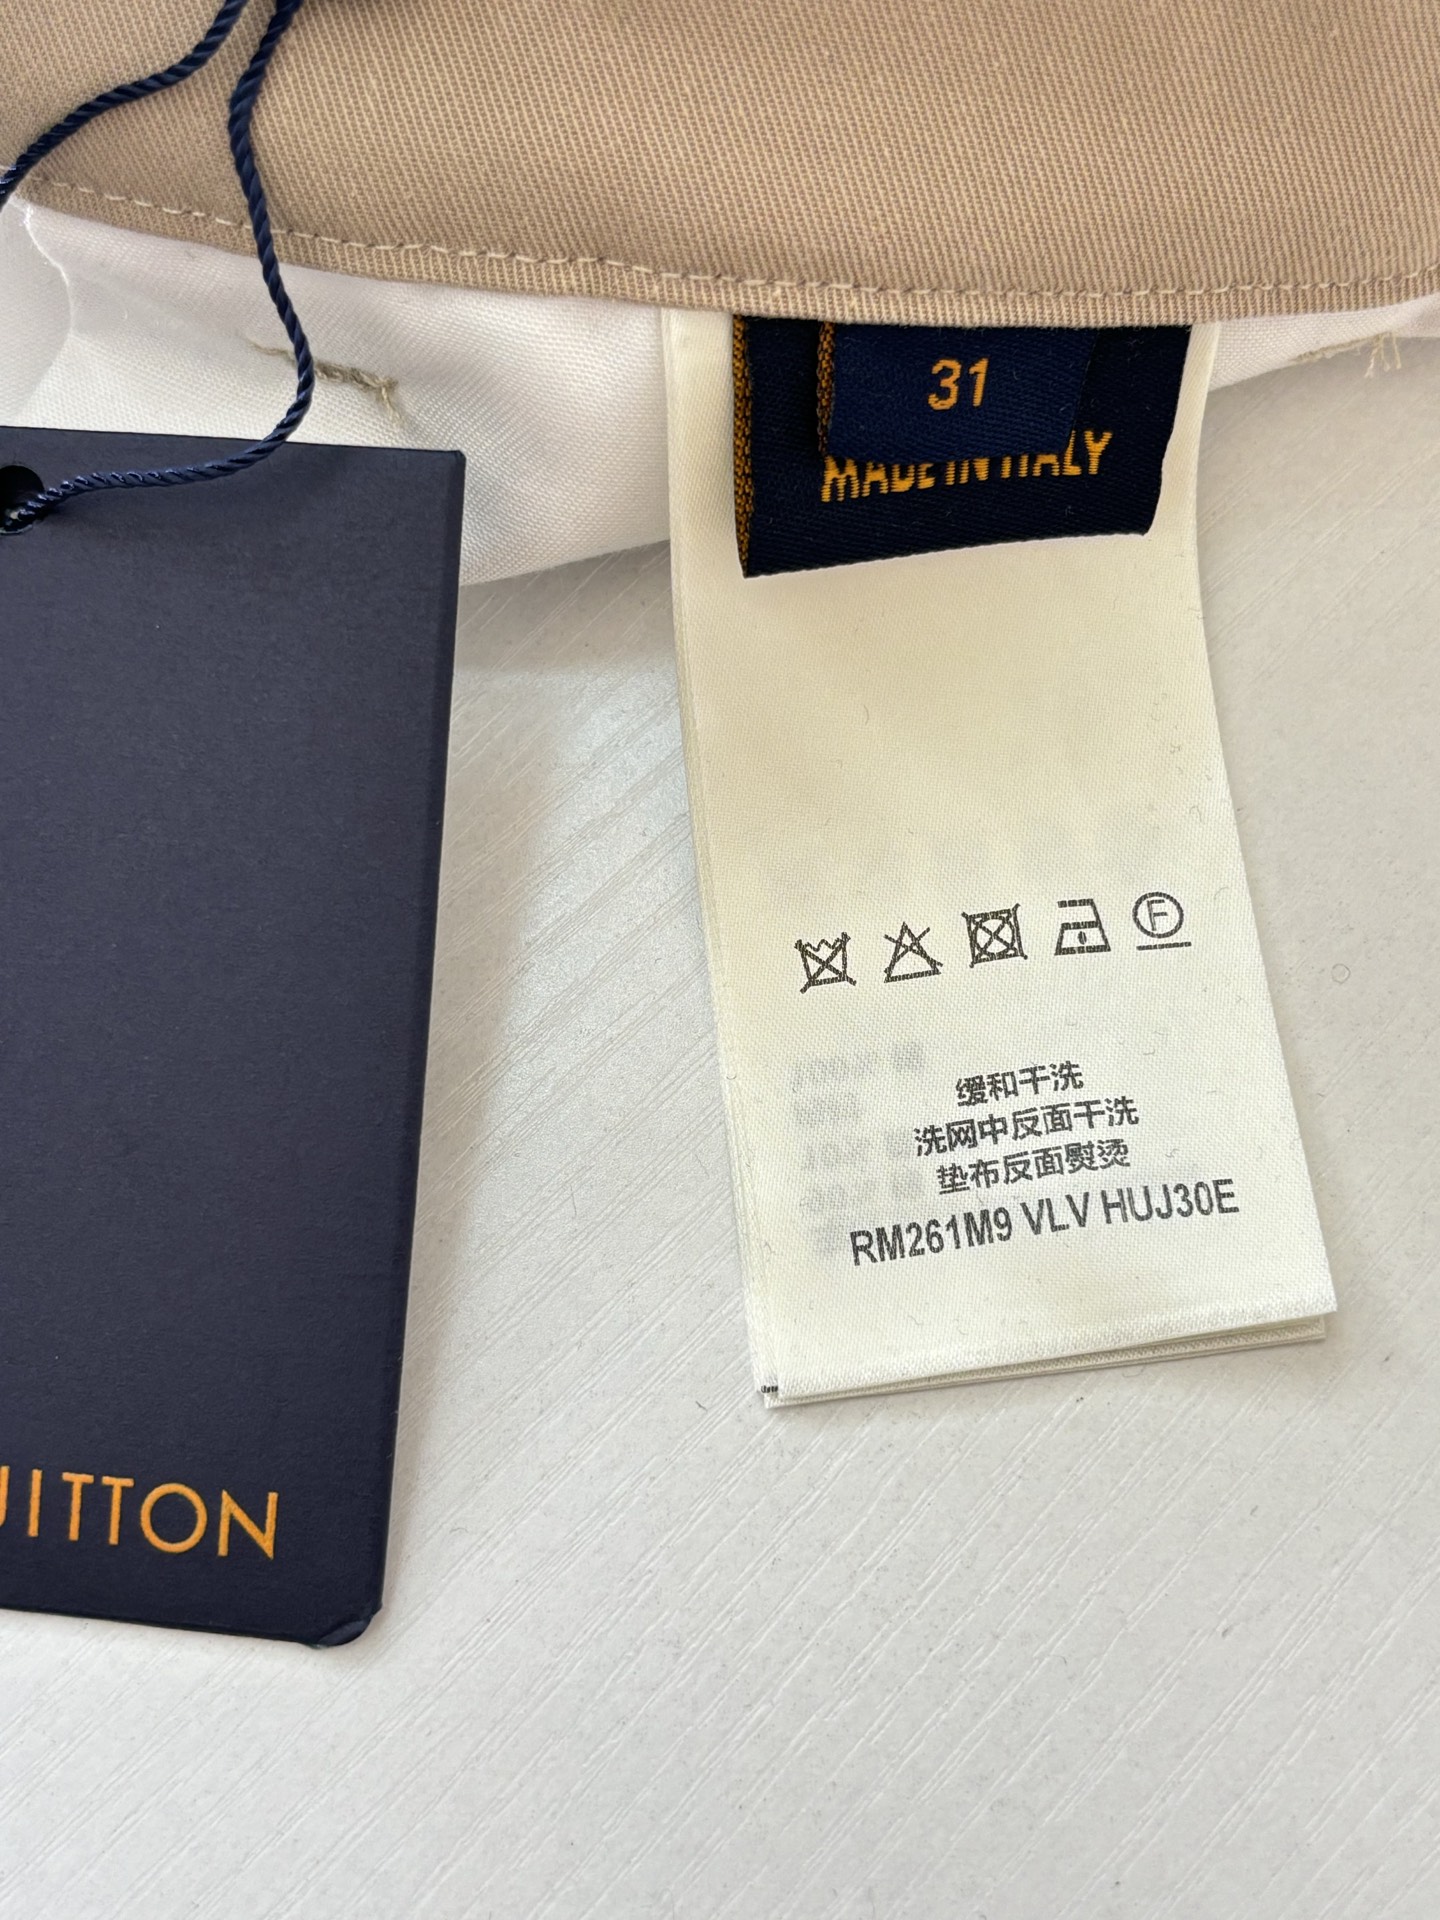 31
MADE IN ITALY
F
缓和干洗
洗网中反面干洗
垫布反面熨烫
RM261M9 VLV HUJ30E
UITTON